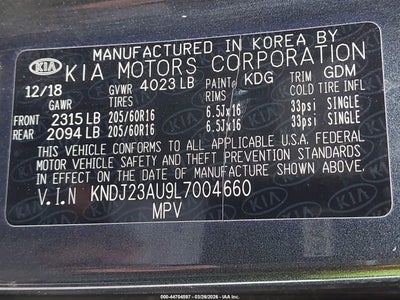 MANUFACTURED IN KOREA BY
KIA KIA MOTORS CORPORATION
12/18 GVWR 4023 LB PAINT KDG TRIM GDM
GAWR TIRES RIMS
FRONT 2315 LB 205/60R16 6.5Jx16 33psi SINGLE
REAR 2094 LB 205/60R16 6.5Jx16 33psi SINGLE
THIS VEHICLE CONFORMS TO ALL APPLICABLE U.S.A FEDERAL
MOTOR VEHICLE SAFETY, BUMPER, AND THEFT PREVENTION STANDARDS
IN EFFECT ON THE DATE OF MANUFACTURE SHOWN ABOVE.
V.I.N KNDJ23AU9L7004660
MPV
000-44704597 | 03/26/2026 - IAA, Inc.